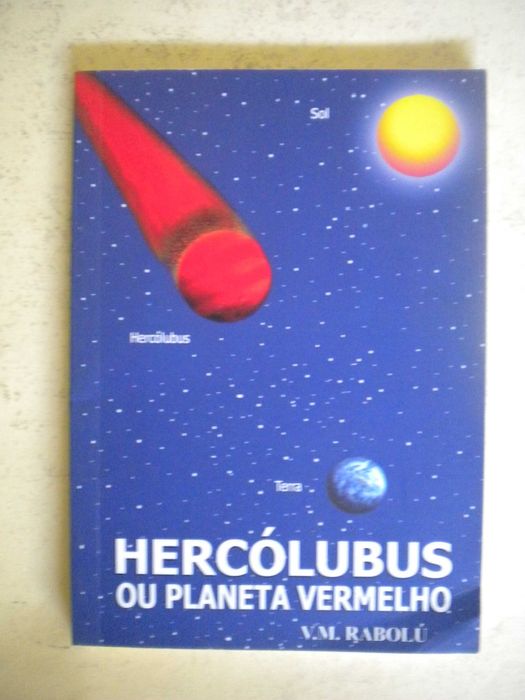 Sol
Hercólubus
Terra
HERCÓLUBUS
OU PLANETA VERMELHO
V.M. RABOLÚ